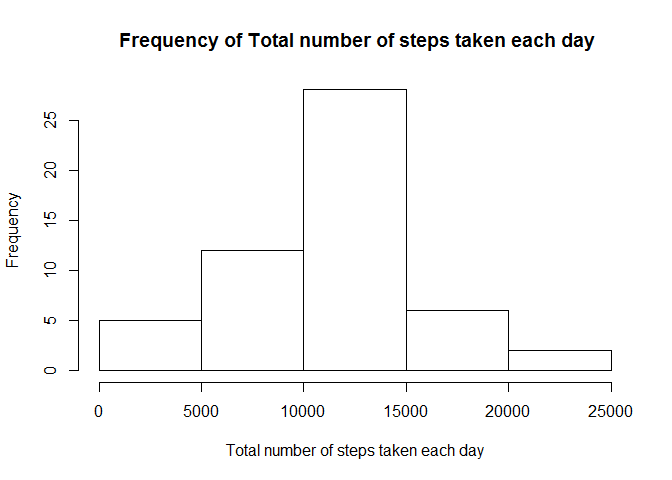 Frequency of Total number of steps taken each day
Frequency
25
20
15
10
5
0
0 5000 10000 15000 20000 25000
Total number of steps taken each day